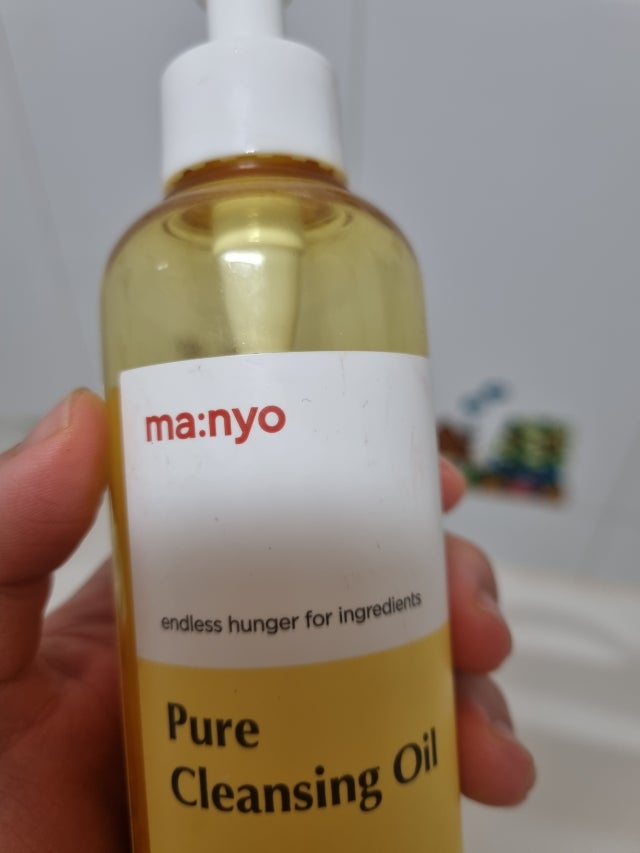 ma:nyo
endless hunger for ingredients
Pure
Cleansing Oil